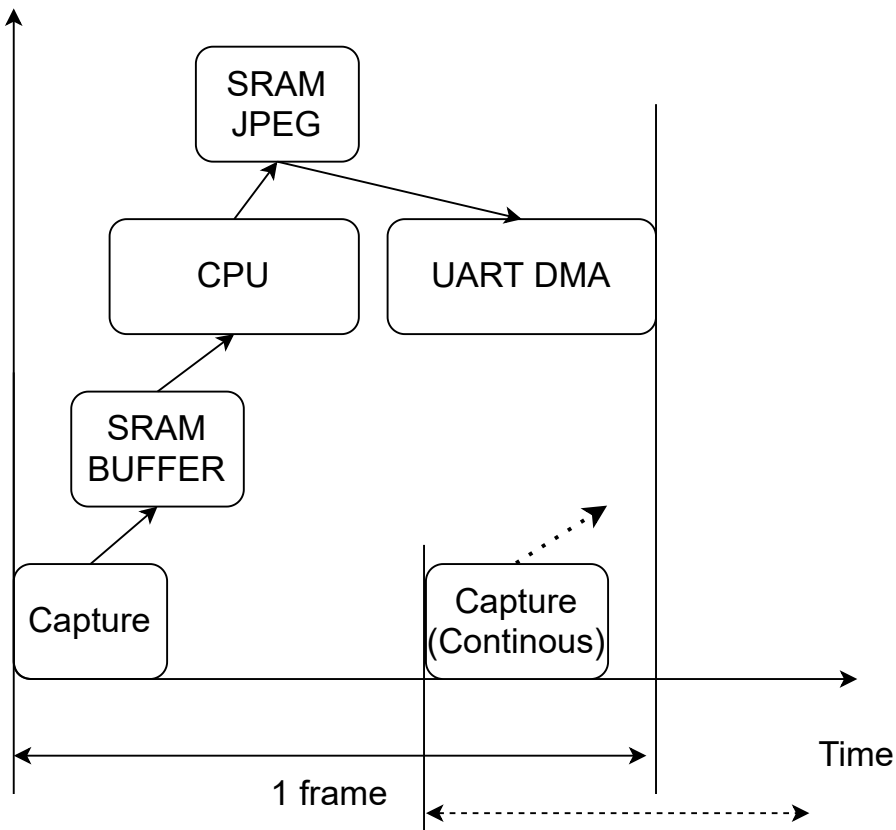 SRAM
JPEG
CPU
UART DMA
SRAM
BUFFER
Capture
Capture
(Continous)
Time
1 frame